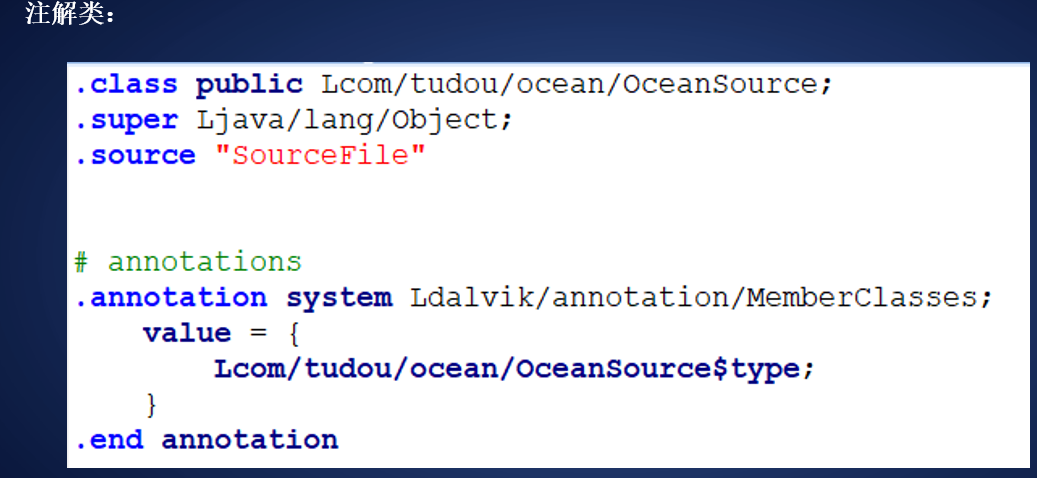 注解类：
.class public Lcom/tudou/ocean/OceanSource;
.super Ljava/lang/Object;
.source "SourceFile"
# annotations
.annotation system Ldalvik/annotation/MemberClasses;
    value = {
        Lcom/tudou/ocean/OceanSource$type;
    }
.end annotation